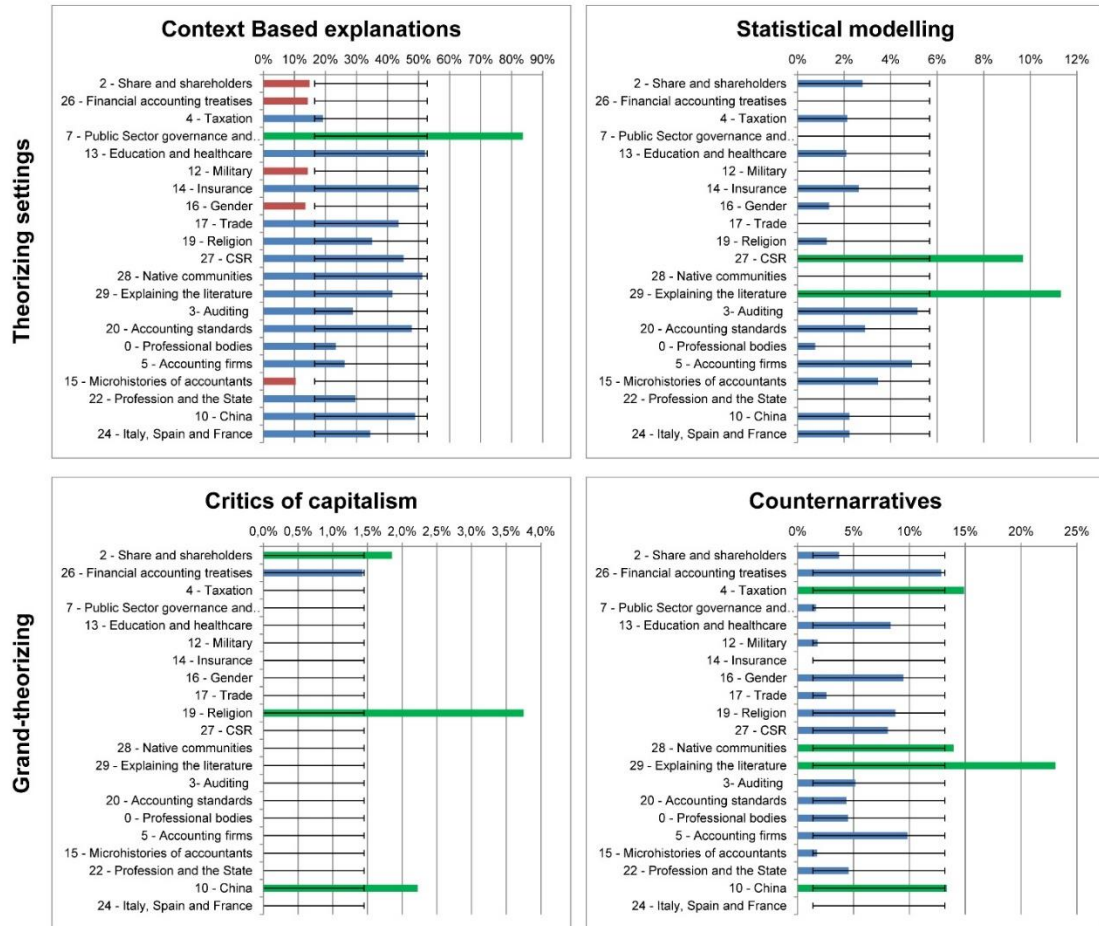 Theorizing settings
Context Based explanations
0% 10% 20% 30% 40% 50% 60% 70% 80% 90%
2 - Share and shareholders
26 - Financial accounting treatises
4 - Taxation
7 - Public Sector governance and..
13 - Education and healthcare
12 - Military
14 - Insurance
16 - Gender
17 - Trade
19 - Religion
27 - CSR
28 - Native communities
29 - Explaining the literature
3- Auditing
20 - Accounting standards
0 - Professional bodies
5 - Accounting firms
15 - Microhistories of accountants
22 - Profession and the State
10 - China
24 - Italy, Spain and France
Statistical modelling
0% 2% 4% 6% 8% 10% 12%
2 - Share and shareholders
26 - Financial accounting treatises
4 - Taxation
7 - Public Sector governance and..
13 - Education and healthcare
12 - Military
14 - Insurance
16 - Gender
17 - Trade
19 - Religion
27 - CSR
28 - Native communities
29 - Explaining the literature
3- Auditing
20 - Accounting standards
0 - Professional bodies
5 - Accounting firms
15 - Microhistories of accountants
22 - Profession and the State
10 - China
24 - Italy, Spain and France
Grand-theorizing
Critics of capitalism
0,0% 0,5% 1,0% 1,5% 2,0% 2,5% 3,0% 3,5% 4,0%
2 - Share and shareholders
26 - Financial accounting treatises
4 - Taxation
7 - Public Sector governance and..
13 - Education and healthcare
12 - Military
14 - Insurance
16 - Gender
17 - Trade
19 - Religion
27 - CSR
28 - Native communities
29 - Explaining the literature
3- Auditing
20 - Accounting standards
0 - Professional bodies
5 - Accounting firms
15 - Microhistories of accountants
22 - Profession and the State
10 - China
24 - Italy, Spain and France
Counternarratives
0% 5% 10% 15% 20% 25%
2 - Share and shareholders
26 - Financial accounting treatises
4 - Taxation
7 - Public Sector governance and..
13 - Education and healthcare
12 - Military
14 - Insurance
16 - Gender
17 - Trade
19 - Religion
27 - CSR
28 - Native communities
29 - Explaining the literature
3- Auditing
20 - Accounting standards
0 - Professional bodies
5 - Accounting firms
15 - Microhistories of accountants
22 - Profession and the State
10 - China
24 - Italy, Spain and France